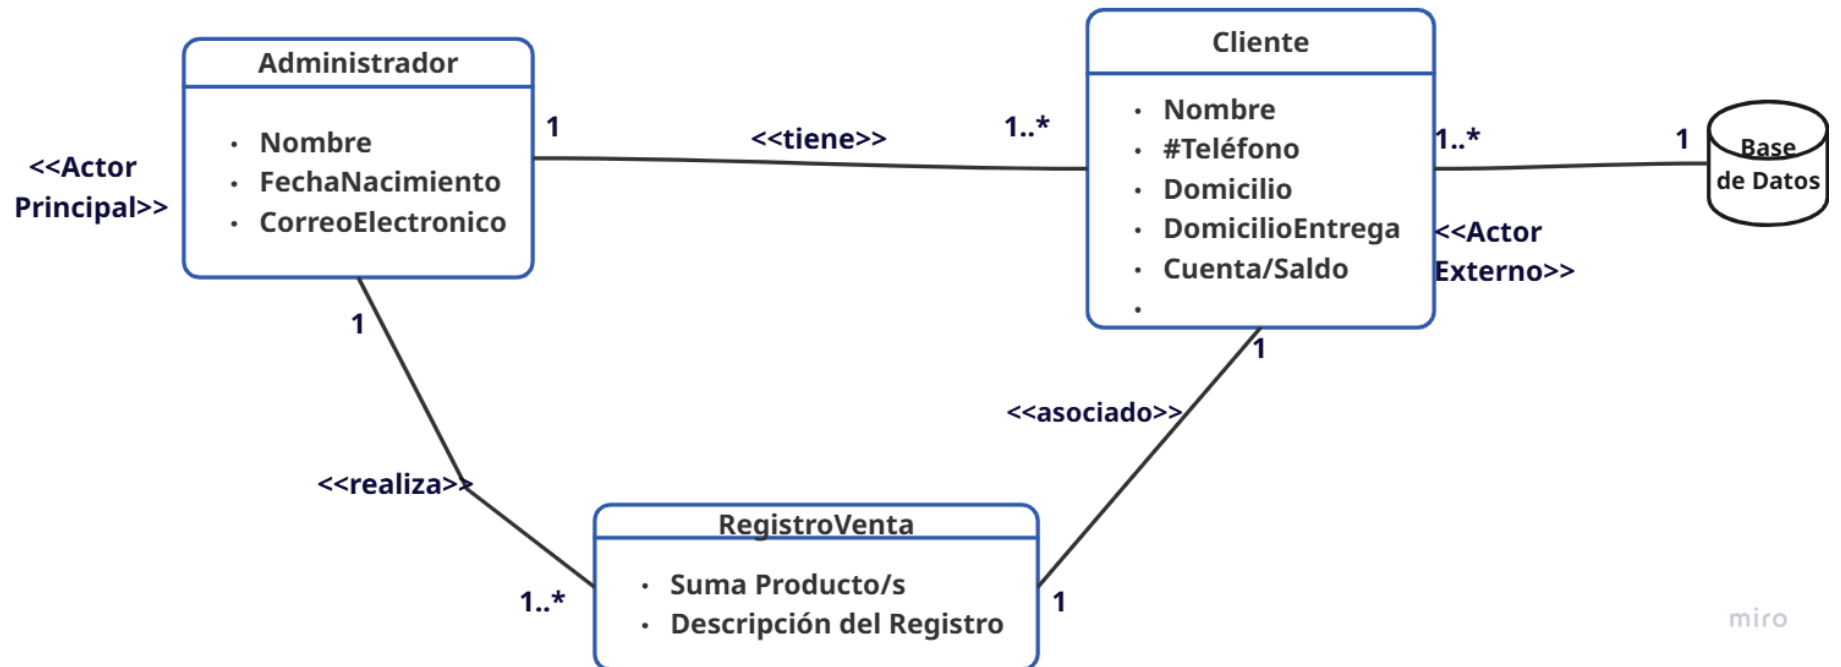 Administrador
• Nombre
• FechaNacimiento
• CorreoElectronico
<<Actor
Principal>>
1
<<tiene>>
1..*
Cliente
• Nombre
• #Teléfono
• Domicilio
• DomicilioEntrega
• Cuenta/Saldo
•
1..*
1
<<Actor
Externo>>
Base
de Datos
1
<<realiza>>
1..*
1
<<asociado>>
1
RegistroVenta
• Suma Producto/s
• Descripción del Registro
miro